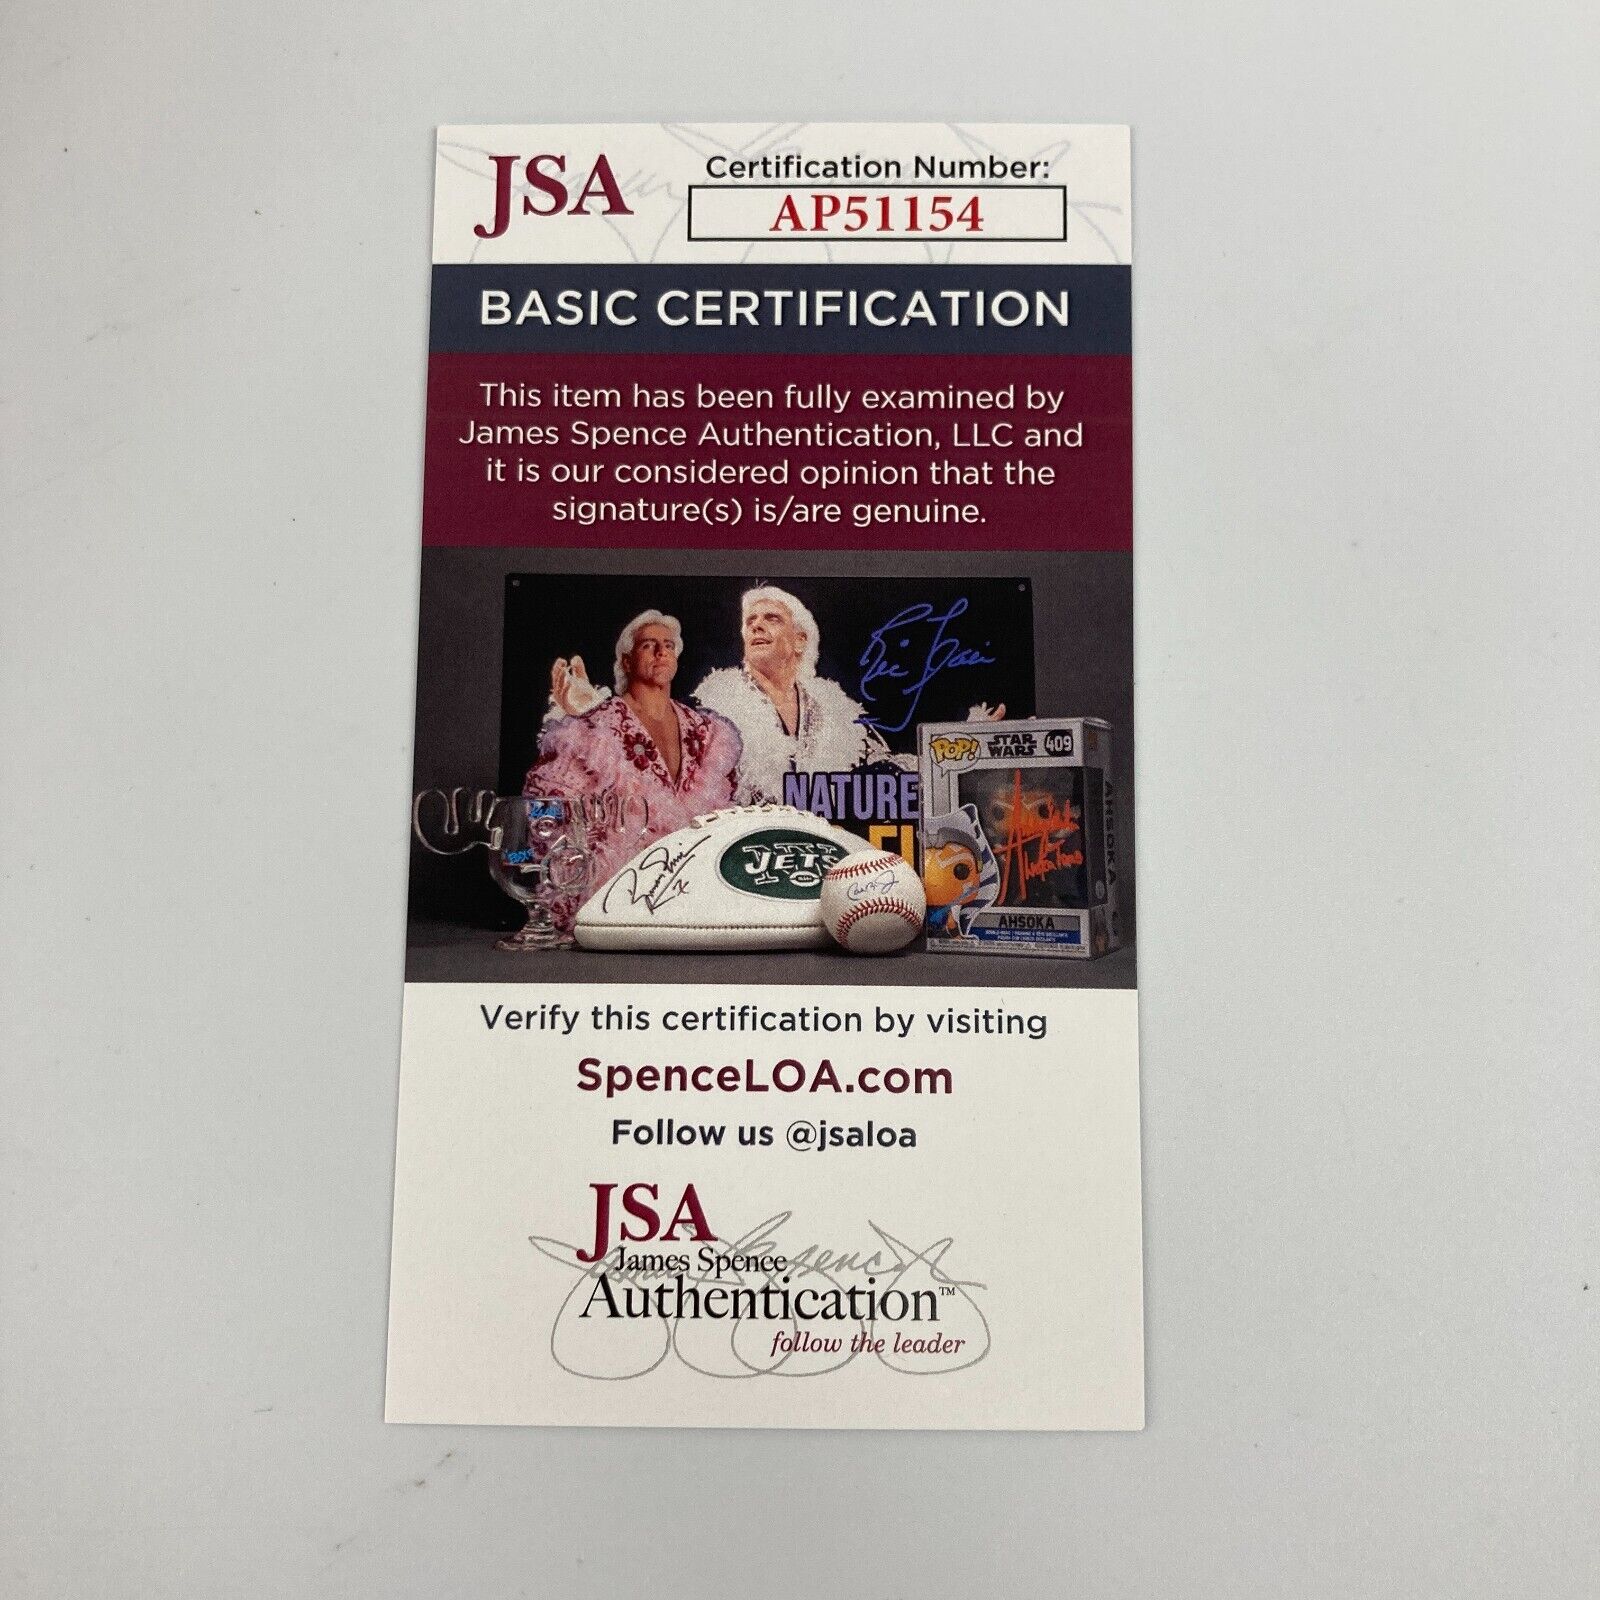 JSA
Certification Number:
AP51154
BASIC CERTIFICATION
This item has been fully examined by
James Spence Authentication, LLC and
it is our considered opinion that the
signature(s) is/are genuine.
POP!
STAR
WARS
409
NATURE
JETS
AHSOKA
AHSOKA
Verify this certification by visiting
SpenceLOA.com
Follow us @jsaloa
JSA
James Spence
Authentication™
follow the leader